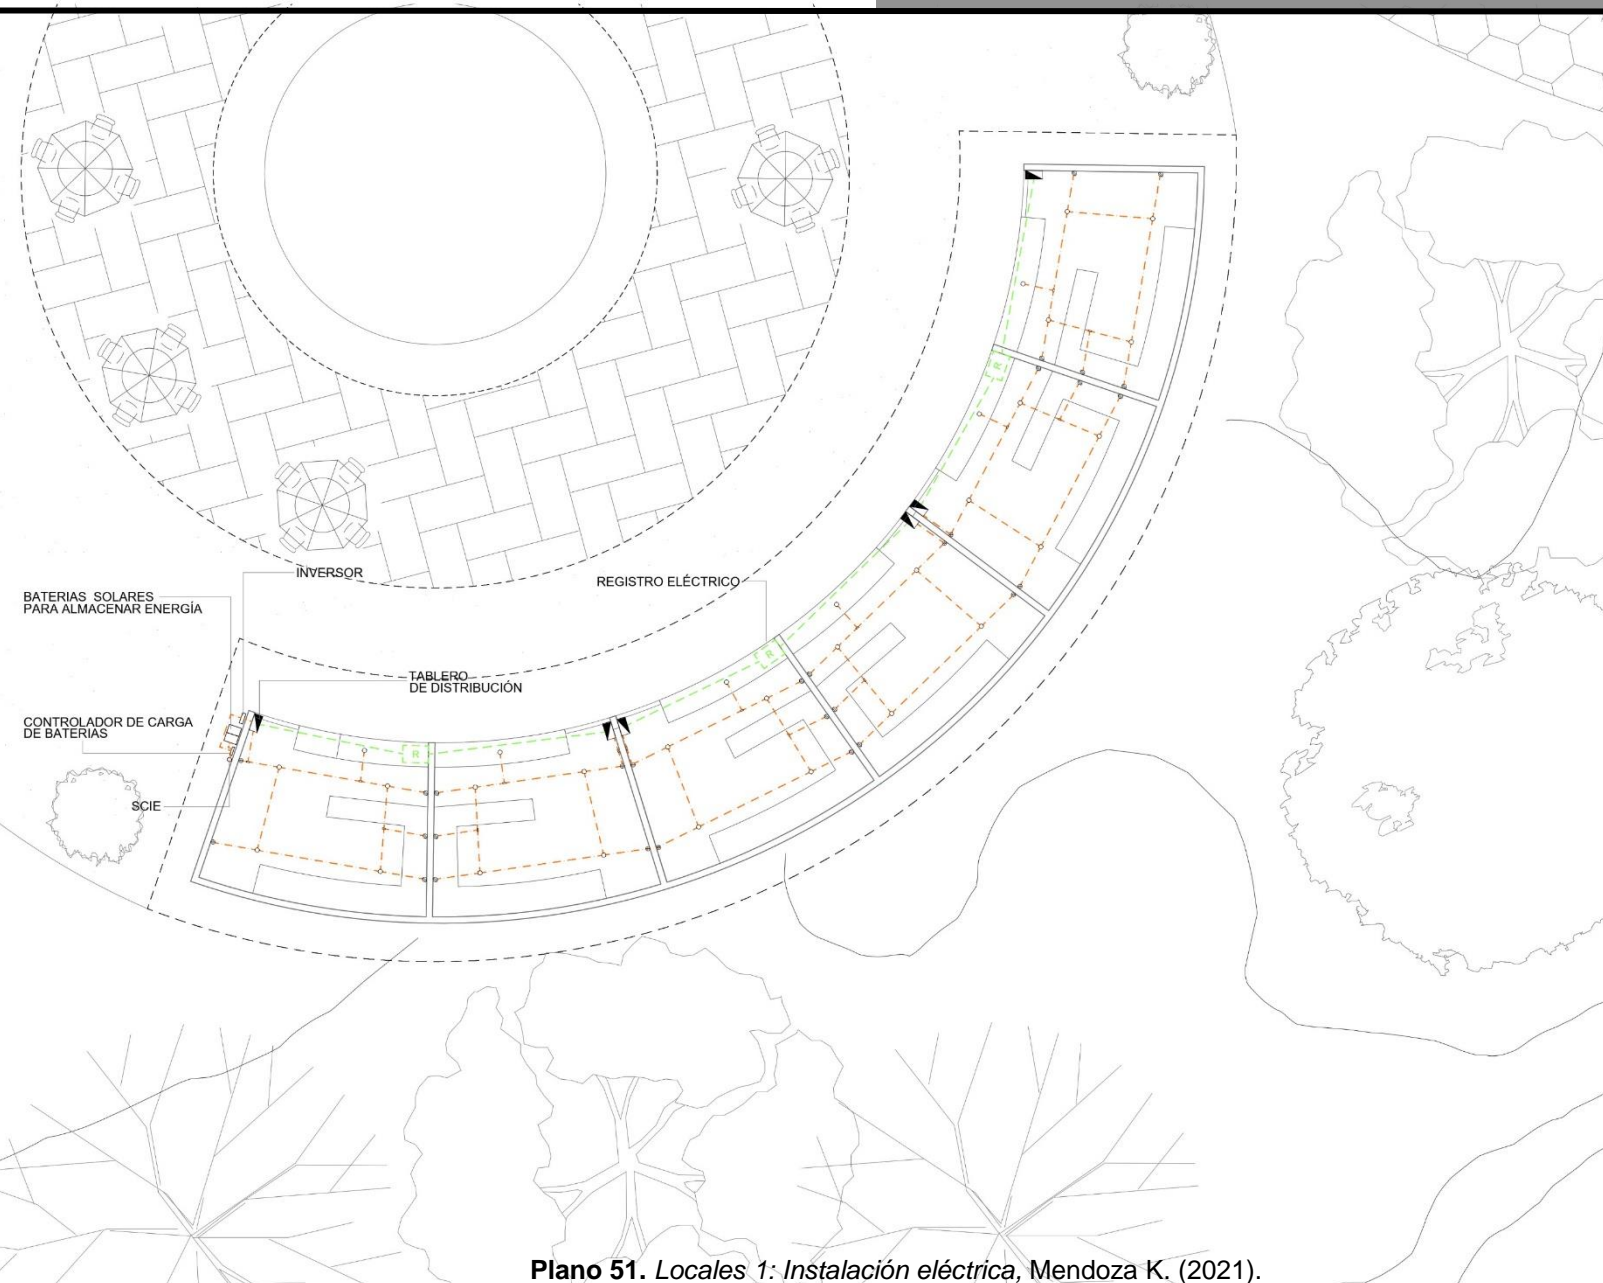 INVERSOR
BATERIAS SOLARES
PARA ALMACENAR ENERGÍA
REGISTRO ELÉCTRICO
TABLERO
DE DISTRIBUCIÓN
CONTROLADOR DE CARGA
DE BATERIAS
SCIE
R
R
R
Plano 51. Locales 1: Instalación eléctrica, Mendoza K. (2021).